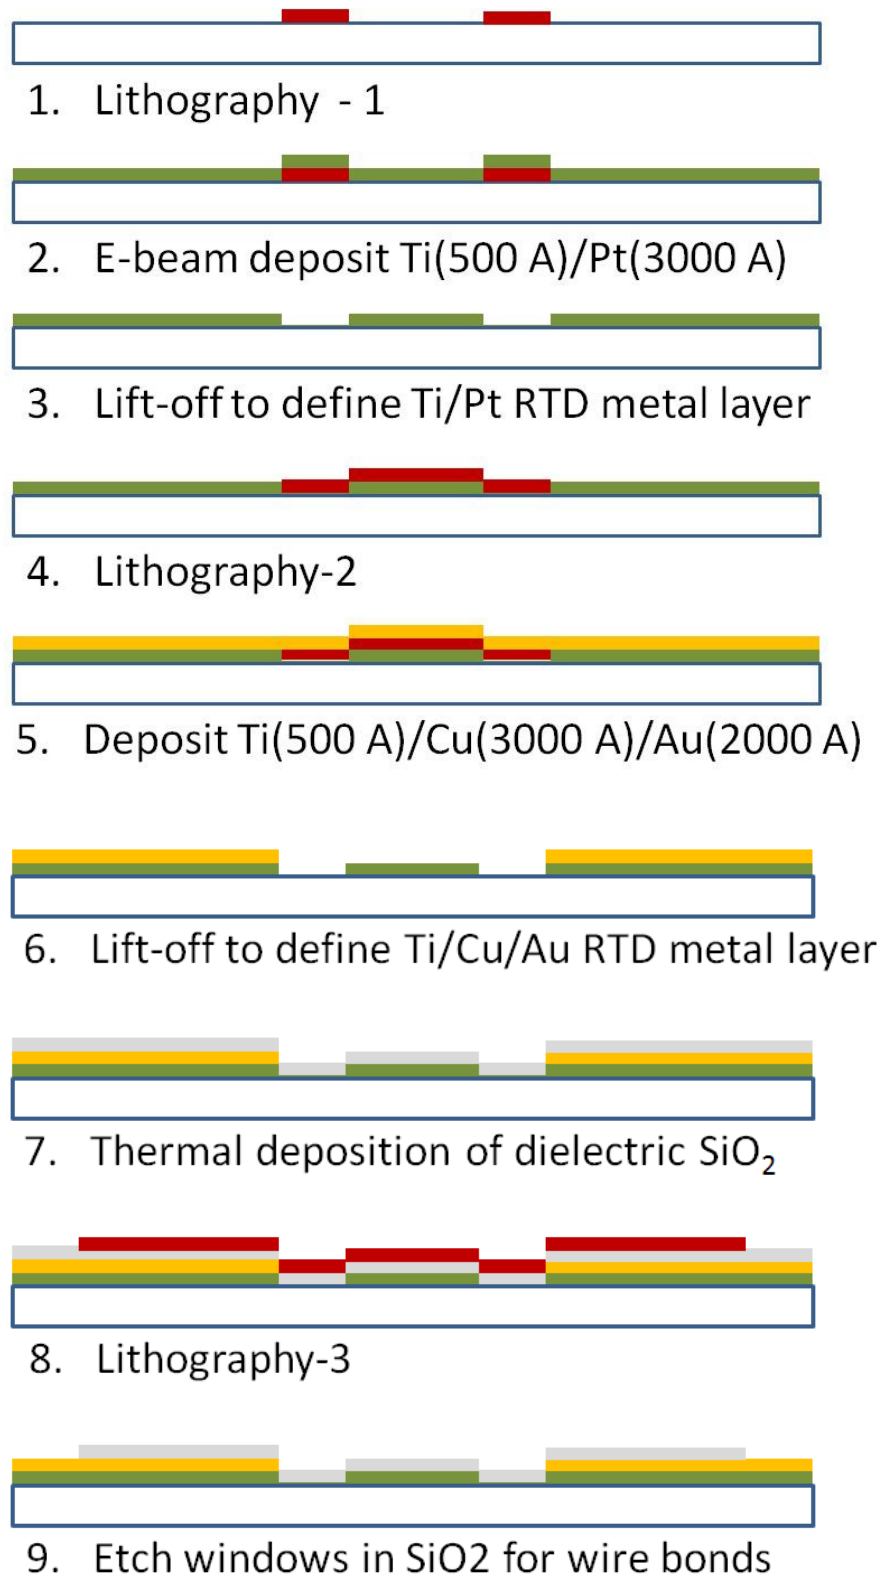 1. Lithography - 1
2. E-beam deposit Ti(500 A)/Pt(3000 A)
3. Lift-off to define Ti/Pt RTD metal layer
4. Lithography-2
5. Deposit Ti(500 A)/Cu(3000 A)/Au(2000 A)
6. Lift-off to define Ti/Cu/Au RTD metal layer
7. Thermal deposition of dielectric SiO₂
8. Lithography-3
9. Etch windows in SiO2 for wire bonds